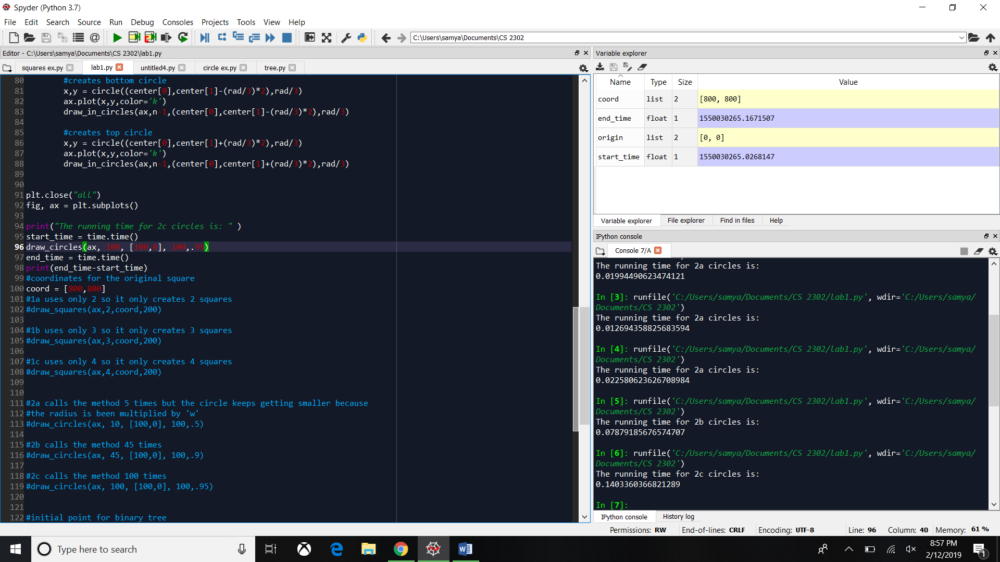 Spyder (Python 3.7)
File Edit Search Source Run Debug Consoles Projects Tools View Help
C:\Users\samya\Documents\CS 2302
Editor - C:\Users\samya\Documents\CS 2302\lab1.py
squares ex.py lab1.py untitled4.py circle ex.py tree.py
80 #creates bottom circle
81 x,y = circle((center[0],center[1]-(rad/3)*2),rad/3)
82 ax.plot(x,y,color='k')
83 draw_in_circles(ax,n-1,(center[0],center[1]-(rad/3)*2),rad/3)
84
85 #creates top circle
86 x,y = circle((center[0],center[1]+(rad/3)*2),rad/3)
87 ax.plot(x,y,color='k')
88 draw_in_circles(ax,n-1,(center[0],center[1]+(rad/3)*2),rad/3)
89
90
91 plt.close("all")
92 fig, ax = plt.subplots()
93
94 print("The running time for 2c circles is: " )
95 start_time = time.time()
96 draw_circles(ax, 100, [100,0], 100,.95)
97 end_time = time.time()
98 print(end_time-start_time)
99 #coordinates for the original square
100 coord = [800,800]
101 #1a uses only 2 so it only creates 2 squares
102 #draw_squares(ax,2,coord,200)
103
104 #1b uses only 3 so it only creates 3 squares
105 #draw_squares(ax,3,coord,200)
106
107 #1c uses only 4 so it only creates 4 squares
108 #draw_squares(ax,4,coord,200)
109
110
111 #2a calls the method 5 times but the circle keeps getting smaller because
112 #the radius is been multiplied by 'w'
113 #draw_circles(ax, 10, [100,0], 100,.5)
114
115 #2b calls the method 45 times
116 #draw_circles(ax, 45, [100,0], 100,.9)
117
118 #2c calls the method 100 times
119 #draw_circles(ax, 100, [100,0], 100,.95)
120
121
122 #initial point for binary tree
Variable explorer
Name Type Size Value
coord list 2 [800, 800]
end_time float 1 1550030265.1671507
origin list 2 [0, 0]
start_time float 1 1550030265.0268147
Variable explorer File explorer Find in files Help
IPython console
Console 7/A
The running time for 2a circles is:
0.01994490623474121
In [3]: runfile('C:/Users/samya/Documents/CS 2302/lab1.py', wdir='C:/Users/samya/
Documents/CS 2302')
The running time for 2a circles is:
0.012694358825683594
In [4]: runfile('C:/Users/samya/Documents/CS 2302/lab1.py', wdir='C:/Users/samya/
Documents/CS 2302')
The running time for 2a circles is:
0.022580623626708984
In [5]: runfile('C:/Users/samya/Documents/CS 2302/lab1.py', wdir='C:/Users/samya/
Documents/CS 2302')
The running time for 2b circles is:
0.07879185676574707
In [6]: runfile('C:/Users/samya/Documents/CS 2302/lab1.py', wdir='C:/Users/samya/
Documents/CS 2302')
The running time for 2c circles is:
0.1403360366821289
In [7]:
IPython console History log
Permissions: RW End-of-lines: CRLF Encoding: UTF-8 Line: 96 Column: 40 Memory: 61 %
Type here to search
8:57 PM
2/12/2019
1